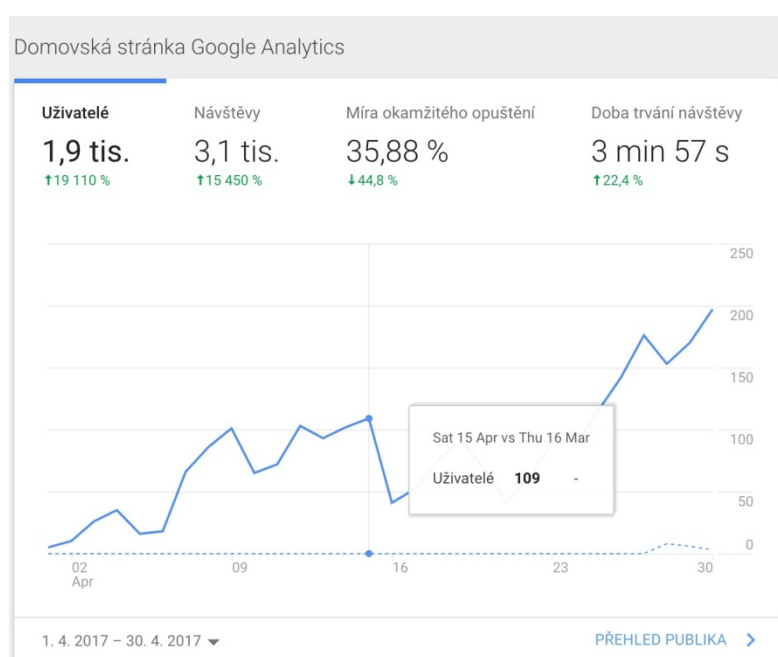 Domovská stránka Google Analytics
Uživatelé Návštěvy Míra okamžitého opuštění Doba trvání návštěvy
1,9 tis. 3,1 tis. 35,88 % 3 min 57 s
↑19 110 % ↑15 450 % ↓44,8 % ↑22,4 %
250
200
150
Sat 15 Apr vs Thu 16 Mar
100
Uživatelé 109 -
50
0
02 09 16 23 30
Apr
1. 4. 2017 – 30. 4. 2017 PŘEHLED PUBLIKA